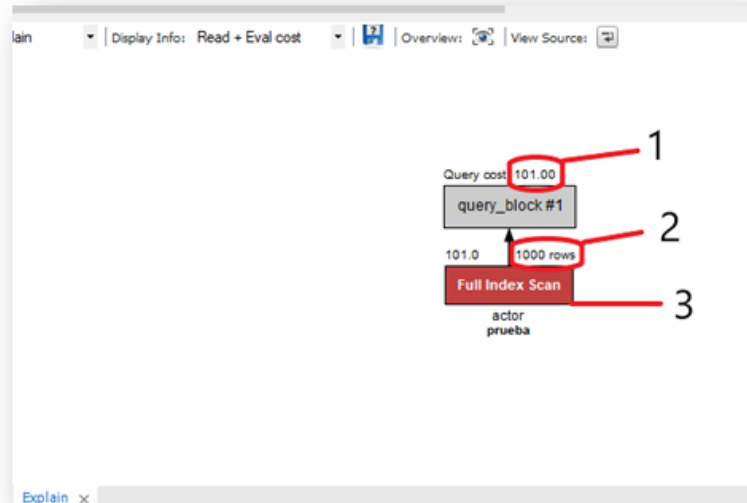 lain Display Info: Read + Eval cost Overview: View Source:
1
Query cost 101.00
query_block #1
2
101.0 1000 rows
Full Index Scan
3
actor
prueba
Explain ×